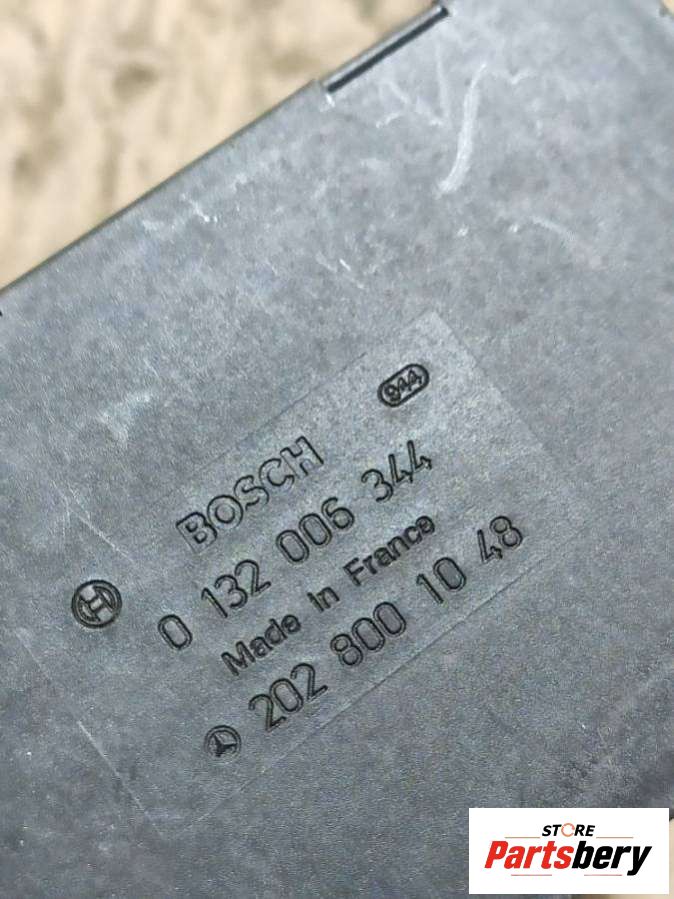 944
BOSCH
0 132 006 344
Made in France
202 800 10 48
STORE
Partsbery